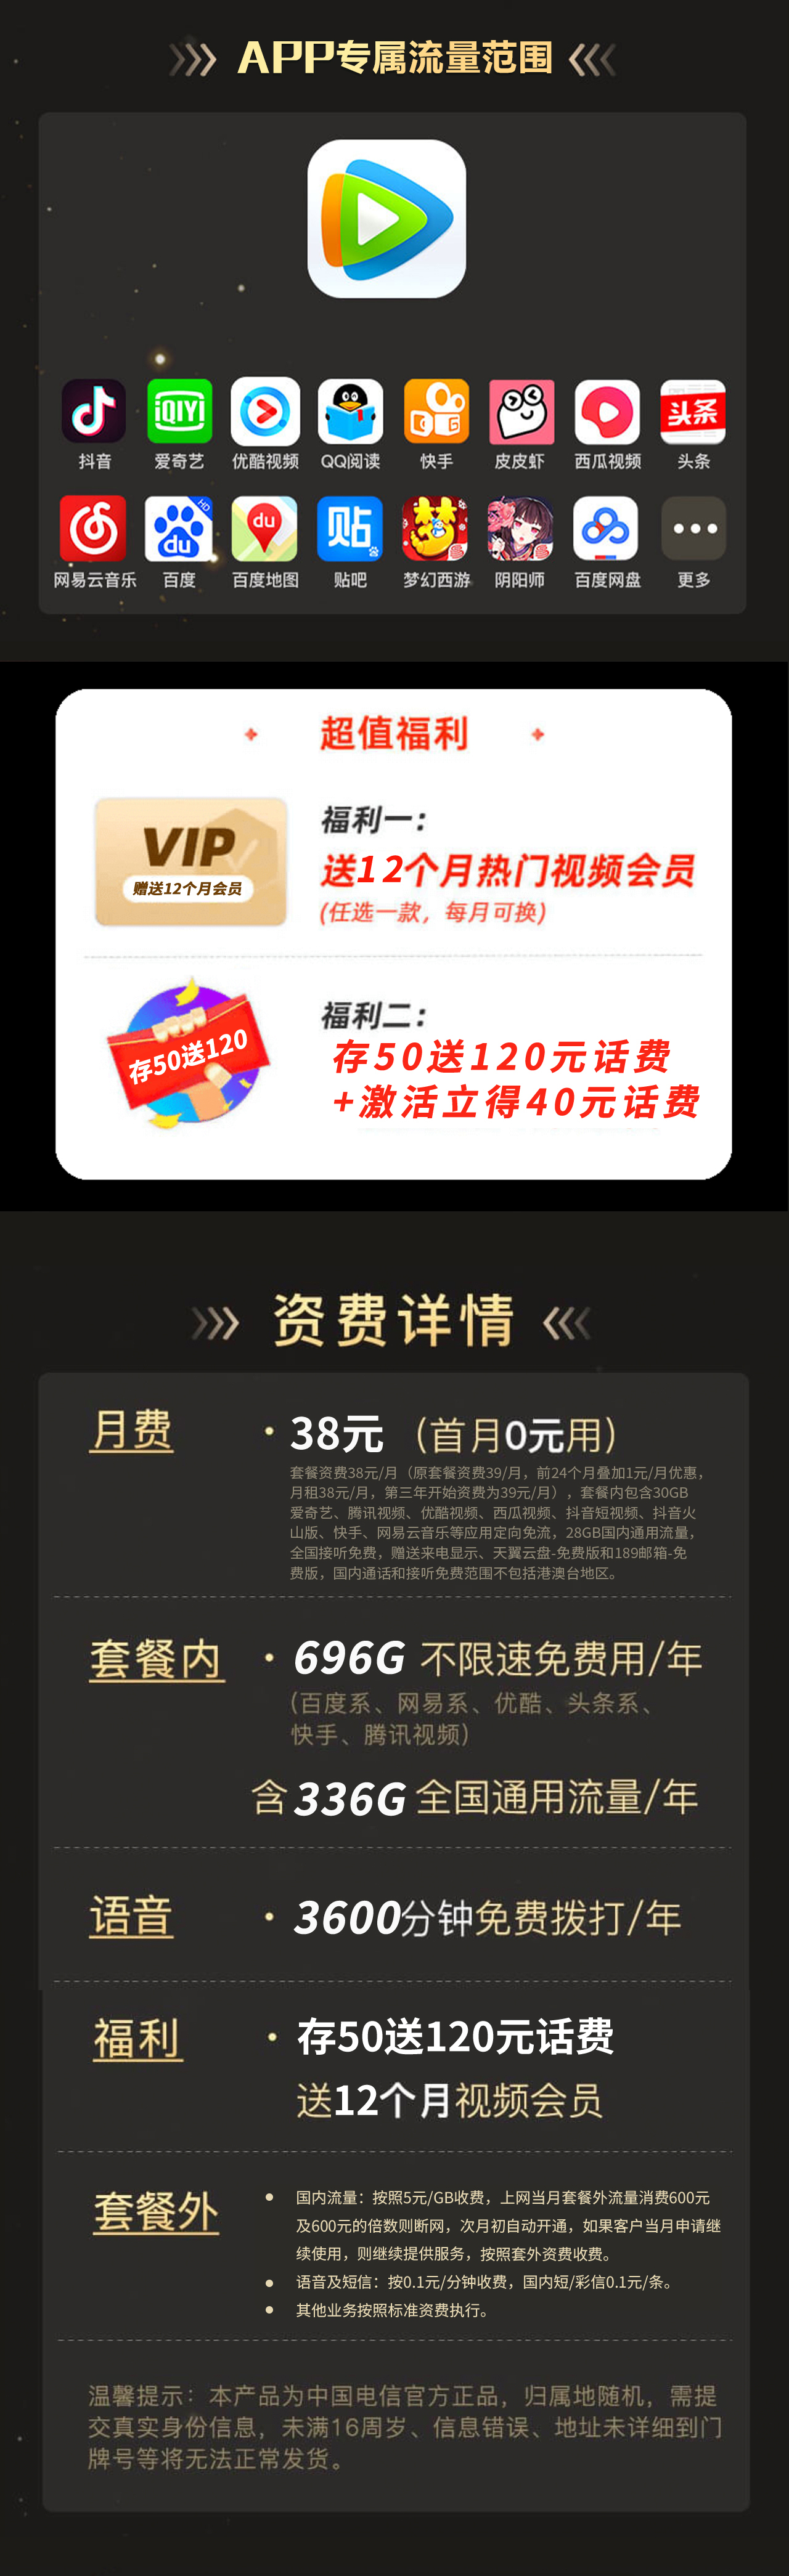 APP专属流量范围
iQIYI
头条
抖音 爱奇艺 优酷视频 QQ阅读 快手 皮皮虾 西瓜视频 头条
HD
du
du
贴
梦
网易云音乐 百度 百度地图 贴吧 梦幻西游 阴阳师 百度网盘 更多
超值福利
VIP
赠送12个月会员
福利一：
送12个月热门视频会员
(任选一款，每月可换)
存50送120
福利二：
存50送120元话费
+激活立得40元话费
资费详情
月费
·38元 (首月0元用)
套餐资费38元/月（原套餐资费39/月，前24个月叠加1元/月优惠，
月租38元/月，第三年开始资费为39元/月），套餐内包含30GB
爱奇艺、腾讯视频、优酷视频、西瓜视频、抖音短视频、抖音火
山版、快手、网易云音乐等应用定向免流，28GB国内通用流量，
全国接听免费，赠送来电显示、天翼云盘-免费版和189邮箱-免
费版，国内通话和接听免费范围不包括港澳台地区。
套餐内
·696G 不限速免费用/年
(百度系、网易系、优酷、头条系、
快手、腾讯视频)
含336G全国通用流量/年
语音
·3600分钟免费拨打/年
福利
·存50送120元话费
送12个月视频会员
套餐外
● 国内流量：按照5元/GB收费，上网当月套餐外流量消费600元
及600元的倍数则断网，次月初自动开通，如果客户当月申请继
续使用，则继续提供服务，按照套外资费收费。
● 语音及短信：按0.1元/分钟收费，国内短/彩信0.1元/条。
● 其他业务按照标准资费执行。
温馨提示：本产品为中国电信官方正品，归属地随机，需提
交真实身份信息，未满16周岁、信息错误、地址未详细到门
牌号等将无法正常发货。